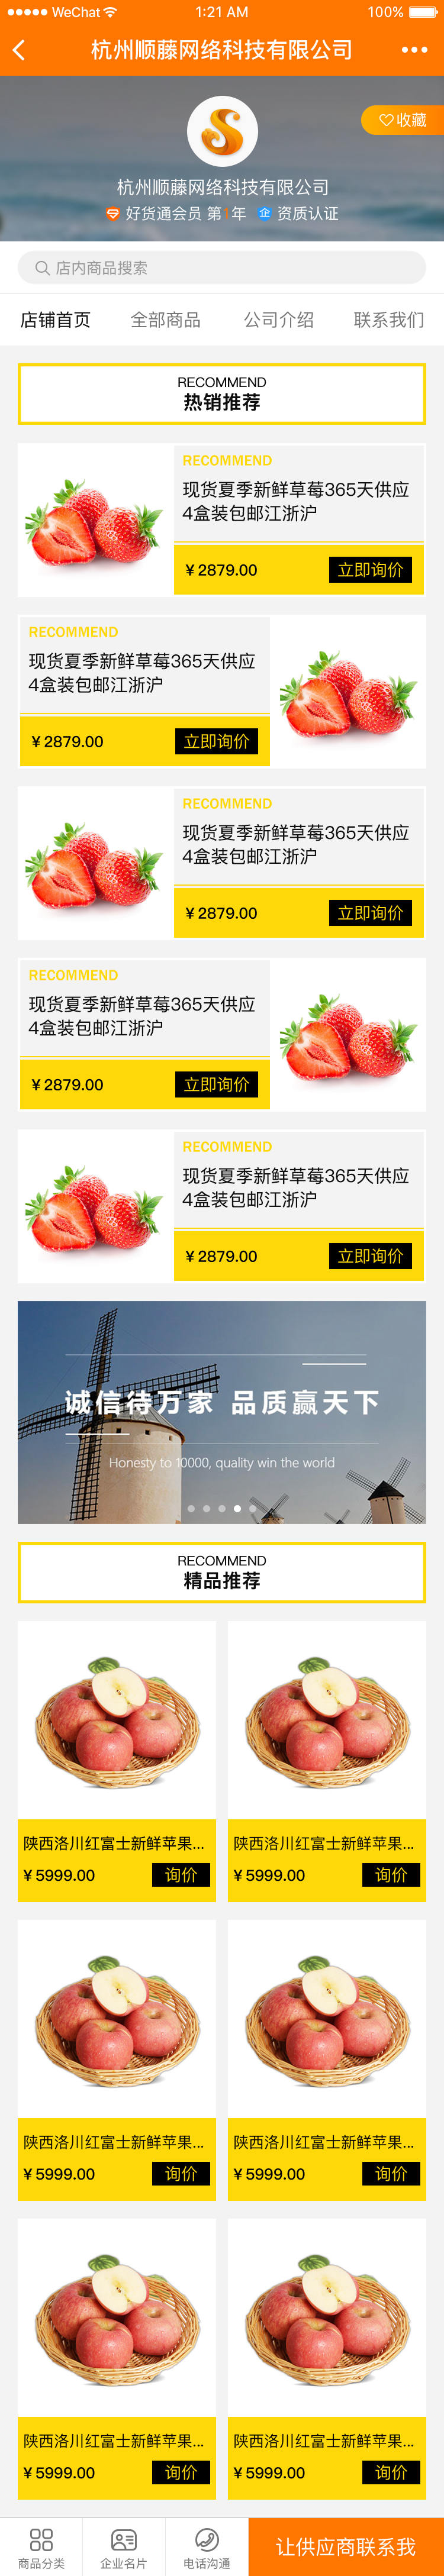 WeChat 1:21 AM 100%
杭州顺藤网络科技有限公司
收藏
杭州顺藤网络科技有限公司
好货通会员 第1年 企 资质认证
店内商品搜索
店铺首页 全部商品 公司介绍 联系我们
RECOMMEND
热销推荐
RECOMMEND
现货夏季新鲜草莓365天供应
4盒装包邮江浙沪
¥ 2879.00 立即询价
RECOMMEND
现货夏季新鲜草莓365天供应
4盒装包邮江浙沪
¥ 2879.00 立即询价
RECOMMEND
现货夏季新鲜草莓365天供应
4盒装包邮江浙沪
¥ 2879.00 立即询价
RECOMMEND
现货夏季新鲜草莓365天供应
4盒装包邮江浙沪
¥ 2879.00 立即询价
RECOMMEND
现货夏季新鲜草莓365天供应
4盒装包邮江浙沪
¥ 2879.00 立即询价
诚信待万家 品质赢天下
Honesty to 10000, quality win the world
RECOMMEND
精品推荐
陕西洛川红富士新鲜苹果... 陕西洛川红富士新鲜苹果...
¥ 5999.00 询价 ¥ 5999.00 询价
陕西洛川红富士新鲜苹果... 陕西洛川红富士新鲜苹果...
¥ 5999.00 询价 ¥ 5999.00 询价
陕西洛川红富士新鲜苹果... 陕西洛川红富士新鲜苹果...
¥ 5999.00 询价 ¥ 5999.00 询价
商品分类 企业名片 电话沟通 让供应商联系我